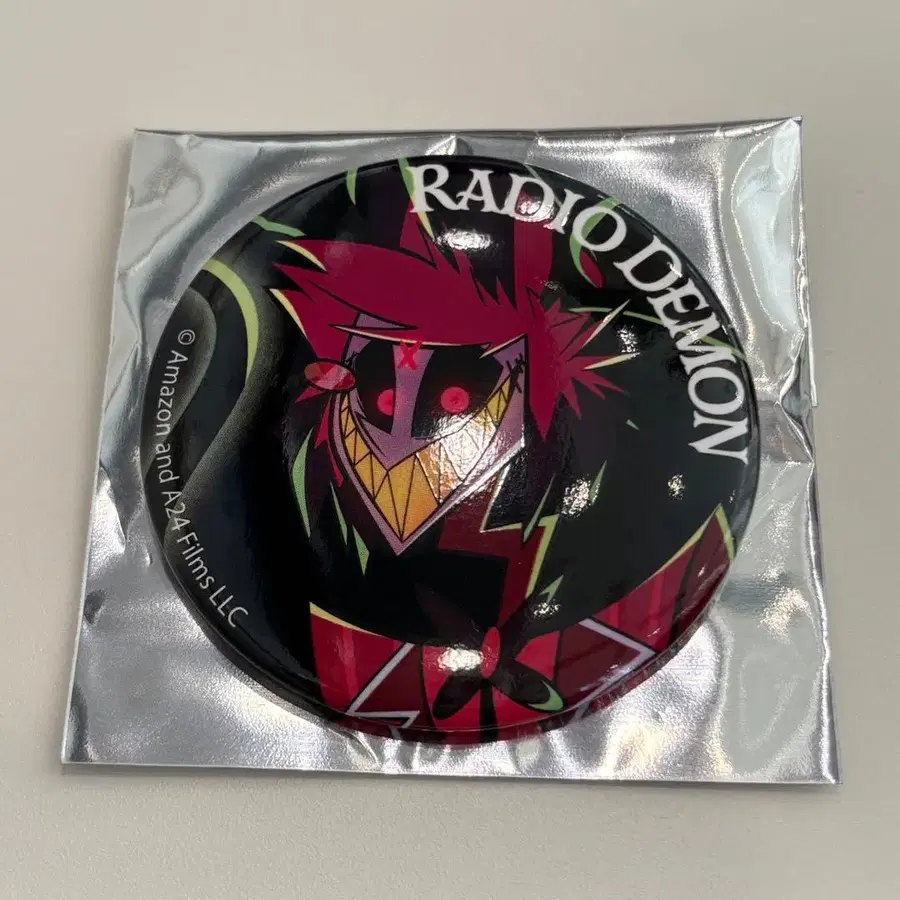 RADIO DEMON
© Amazon and A24 Films LLC